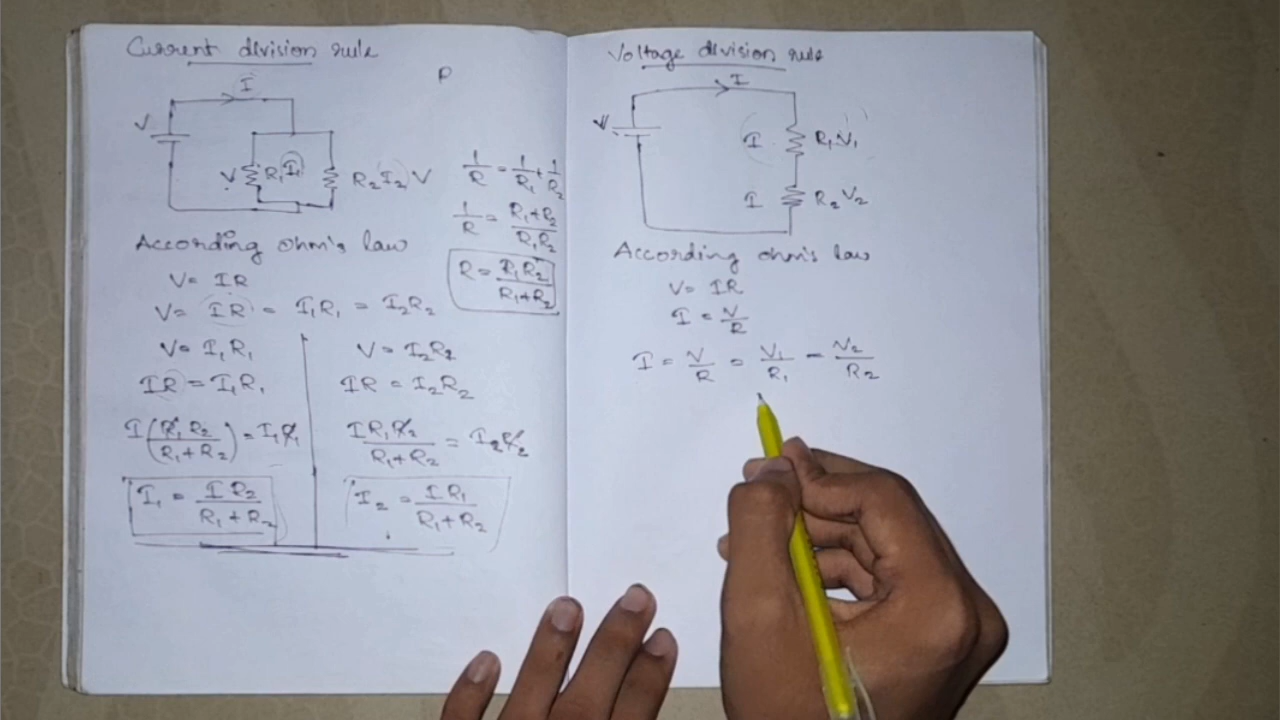 Current division rule
P
I
V
V R₁ I₁ R₂ I₂ V
1/R = 1/R₁ + 1/R₂
1/R = R₁+R₂/R₁R₂
R = R₁R₂/R₁+R₂
According ohm's law
V = IR
V = IR = I₁R₁ = I₂R₂
V = I₁R₁
IR = I₁R₁
I(R₁R₂/R₁+R₂) = I₁R₁
I₁ = I R₂/R₁+R₂
V = I₂R₂
IR = I₂R₂
IR₁R₂/R₁+R₂ = I₂R₂
I₂ = I R₁/R₁+R₂
Voltage division rule
I
V
I R₁ V₁
I R₂ V₂
According ohm's law
V = IR
I = V/R
I = V/R = V₁/R₁ = V₂/R₂